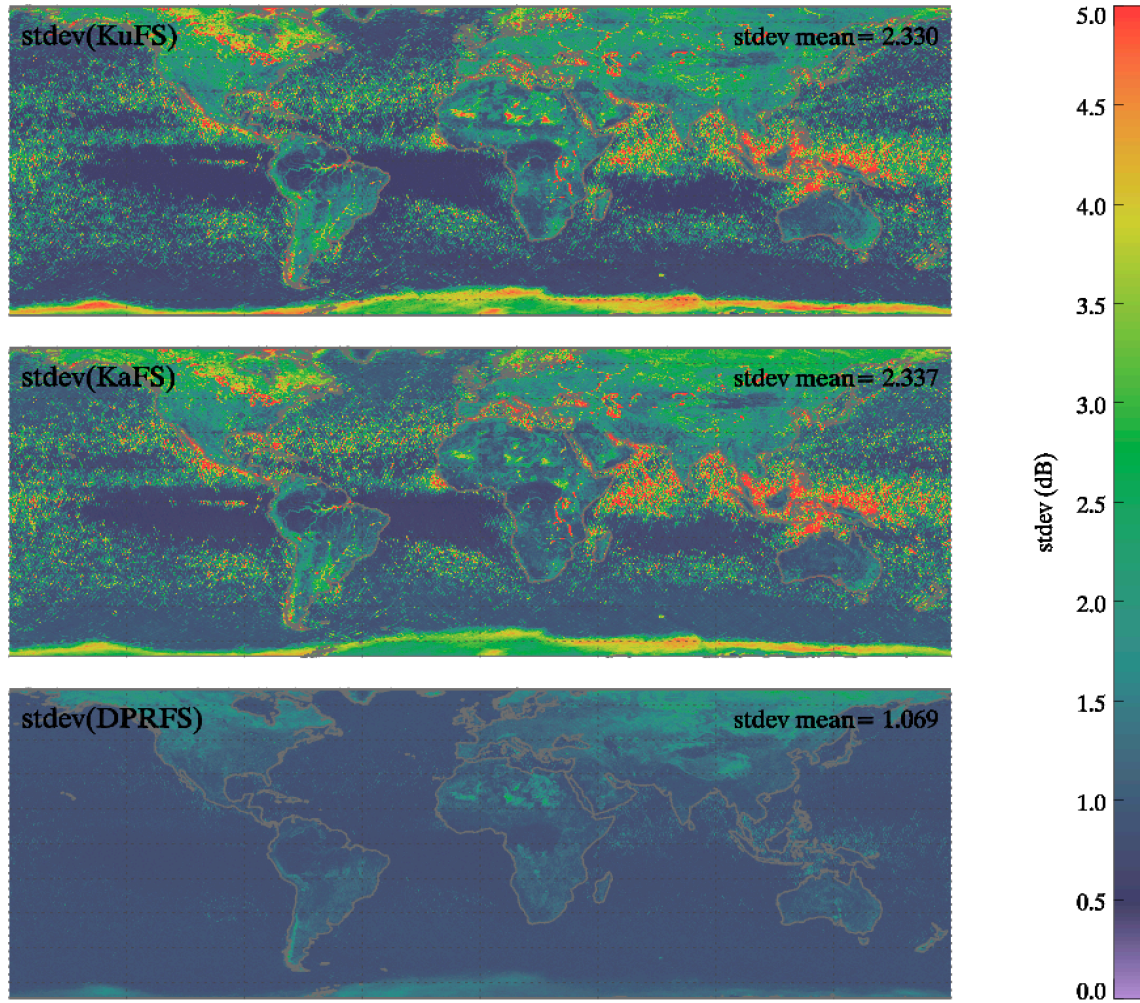 stdev(KuFS)
stdev mean= 2.330
stdev(KaFS)
stdev mean= 2.337
stdev(DPRFS)
stdev mean= 1.069
5.0
4.5
4.0
3.5
3.0
2.5
2.0
1.5
1.0
0.5
0.0
stdev (dB)